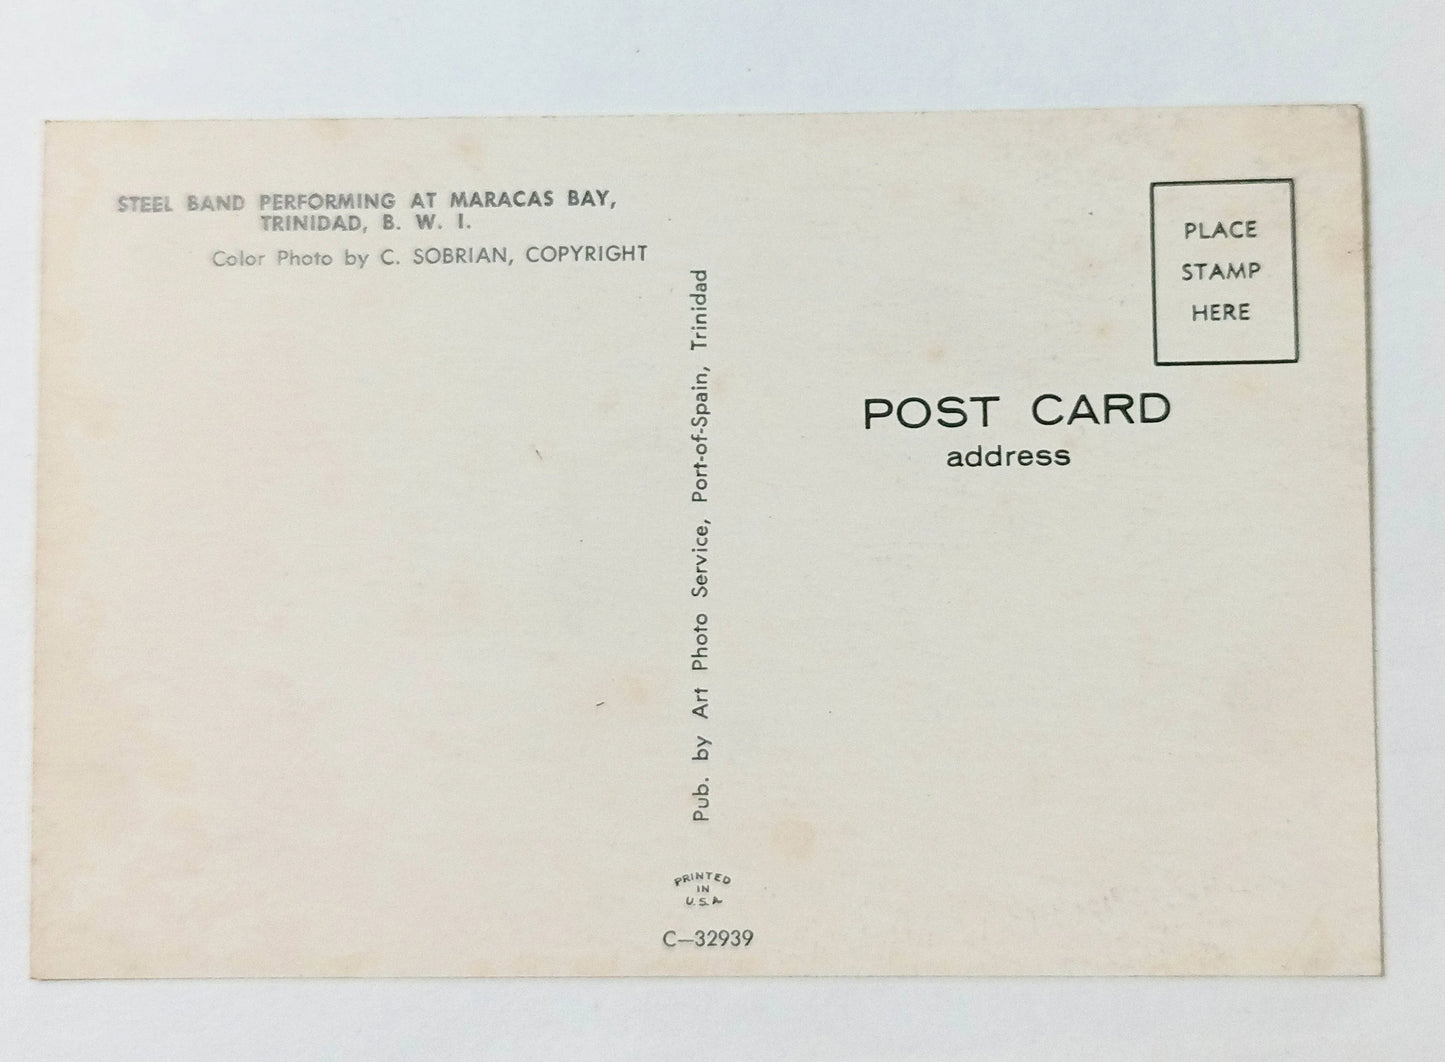 STEEL BAND PERFORMING AT MARACAS BAY,
TRINIDAD, B. W. I.
Color Photo by C. SOBRIAN, COPYRIGHT
Pub. by Art Photo Service, Port-of-Spain, Trinidad
PRINTED
IN
U.S.A
C—32939
PLACE
STAMP
HERE
POST CARD
address